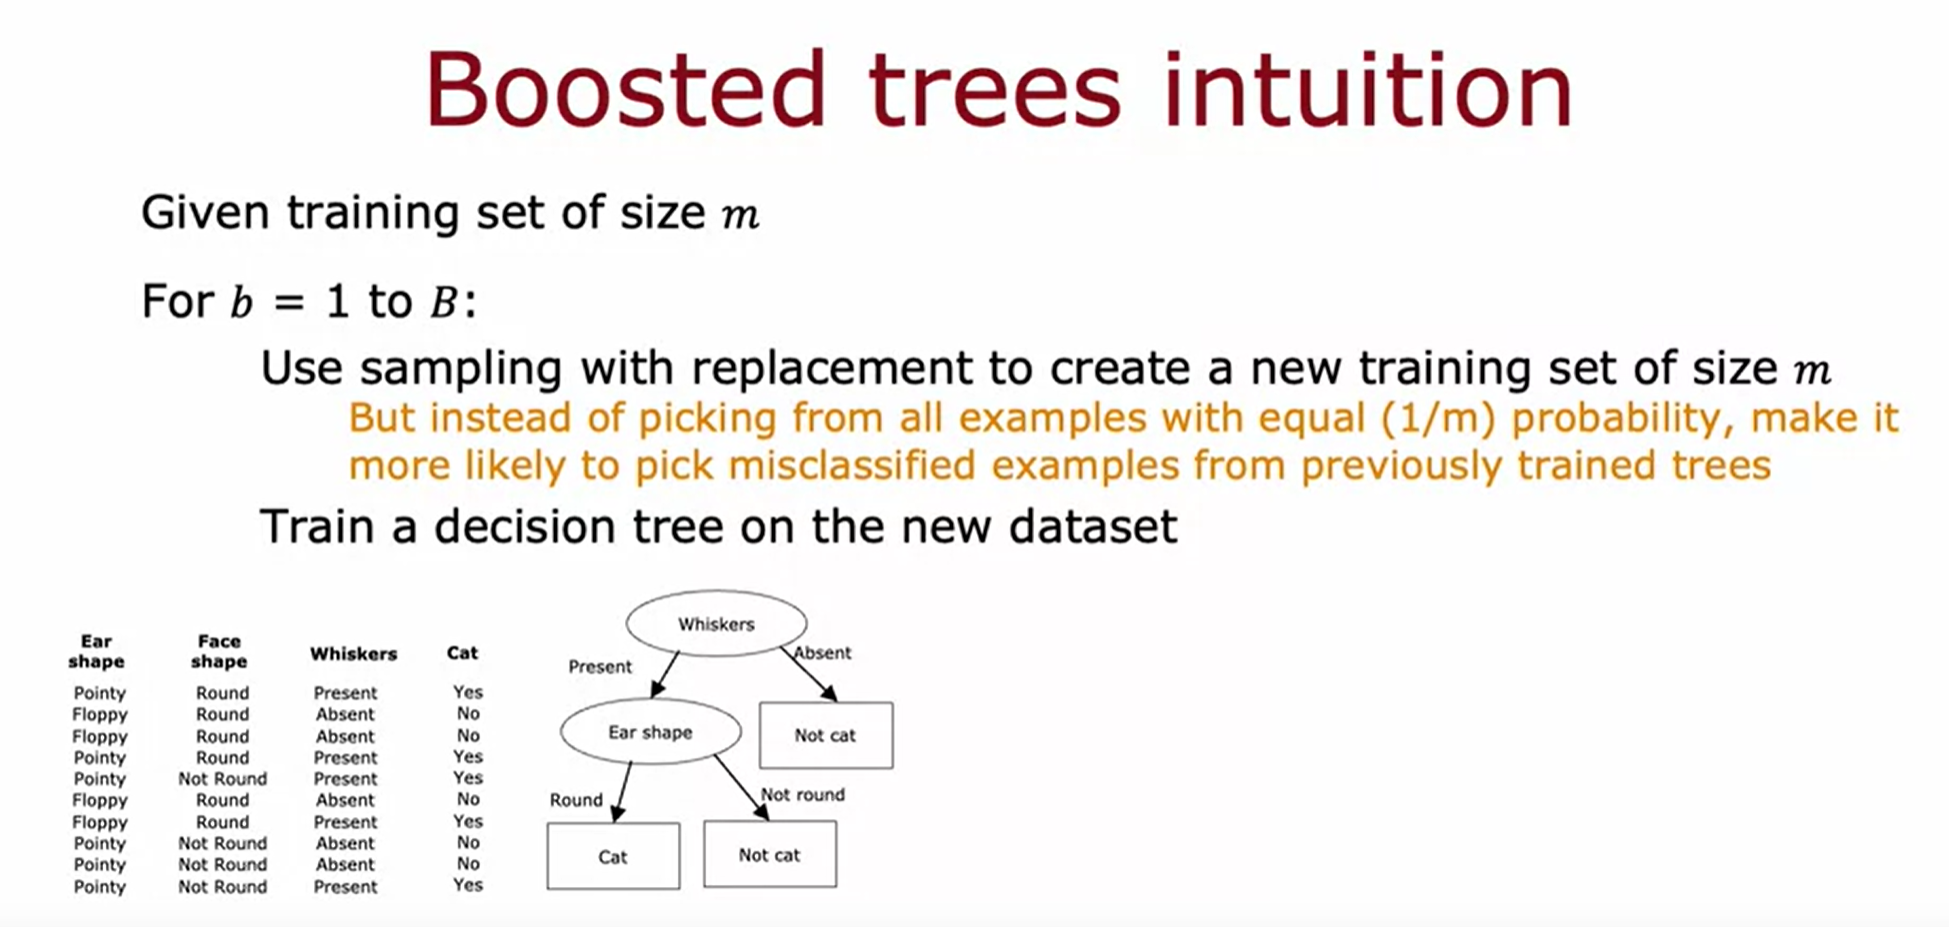 Boosted trees intuition
Given training set of size m
For b = 1 to B:
Use sampling with replacement to create a new training set of size m
But instead of picking from all examples with equal (1/m) probability, make it
more likely to pick misclassified examples from previously trained trees
Train a decision tree on the new dataset
Ear shape Face shape Whiskers Cat
Pointy Round Present Yes
Floppy Round Absent No
Floppy Round Absent No
Pointy Round Present Yes
Pointy Not Round Present Yes
Floppy Round Absent No
Floppy Round Present Yes
Pointy Not Round Absent No
Pointy Not Round Absent No
Pointy Not Round Present Yes
Whiskers
Present Absent
Ear shape Not cat
Round Not round
Cat Not cat